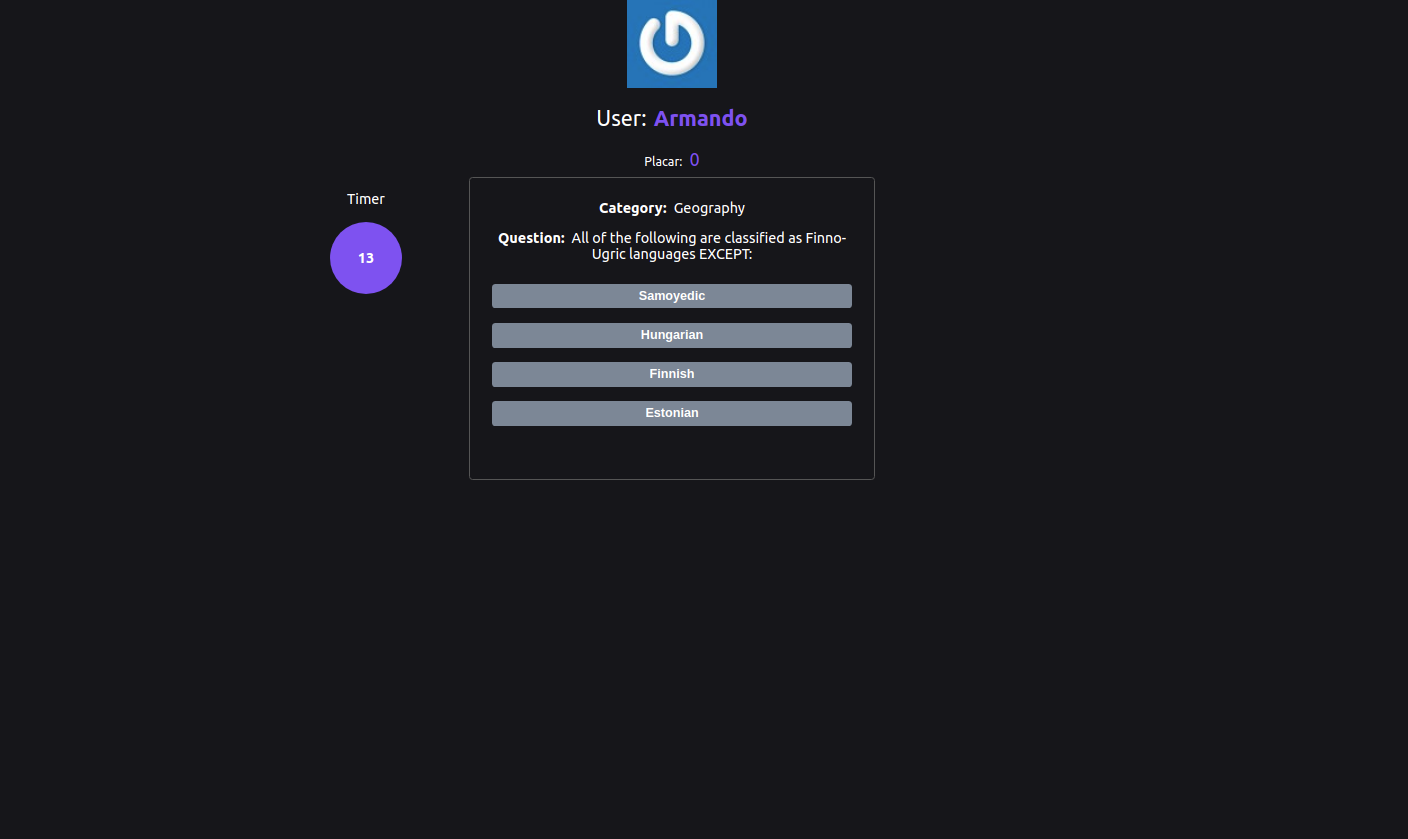 User: Armando
Placar: 0
Timer
13
Category: Geography
Question: All of the following are classified as Finno-
Ugric languages EXCEPT:
Samoyedic
Hungarian
Finnish
Estonian